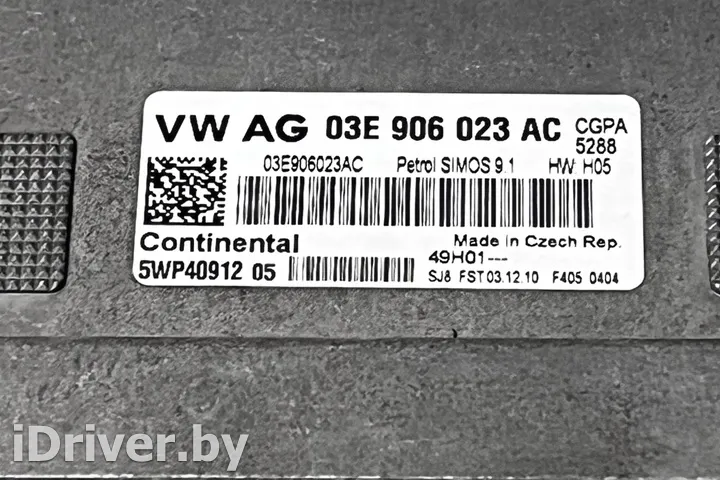 VW AG 03E 906 023 AC CGPA
5288
03E906023AC Petrol SIMOS 9.1 HW: H05
Continental Made in Czech Rep.
5WP40912 05 49H01---
SJ8 FST 03.12.10 F405 0404
iDriver.by